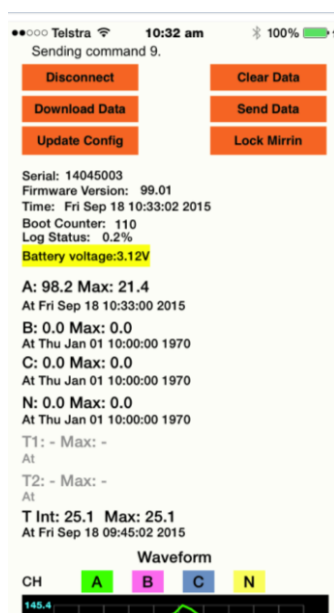 Telstra 10:32 am 100%
Sending command 9.
Disconnect Clear Data
Download Data Send Data
Update Config Lock Mirrin
Serial: 14045003
Firmware Version: 99.01
Time: Fri Sep 18 10:33:02 2015
Boot Counter: 110
Log Status: 0.2%
Battery voltage:3.12V
A: 98.2 Max: 21.4
At Fri Sep 18 10:33:00 2015
B: 0.0 Max: 0.0
At Thu Jan 01 10:00:00 1970
C: 0.0 Max: 0.0
At Thu Jan 01 10:00:00 1970
N: 0.0 Max: 0.0
At Thu Jan 01 10:00:00 1970
T1: - Max: -
At
T2: - Max: -
At
T Int: 25.1 Max: 25.1
At Fri Sep 18 09:45:02 2015
Waveform
CH A B C N
145.4